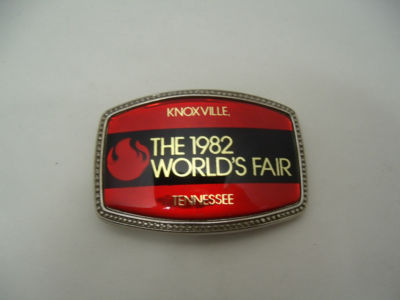 KNOXVILLE,
THE 1982
WORLD'S FAIR
TENNESSEE